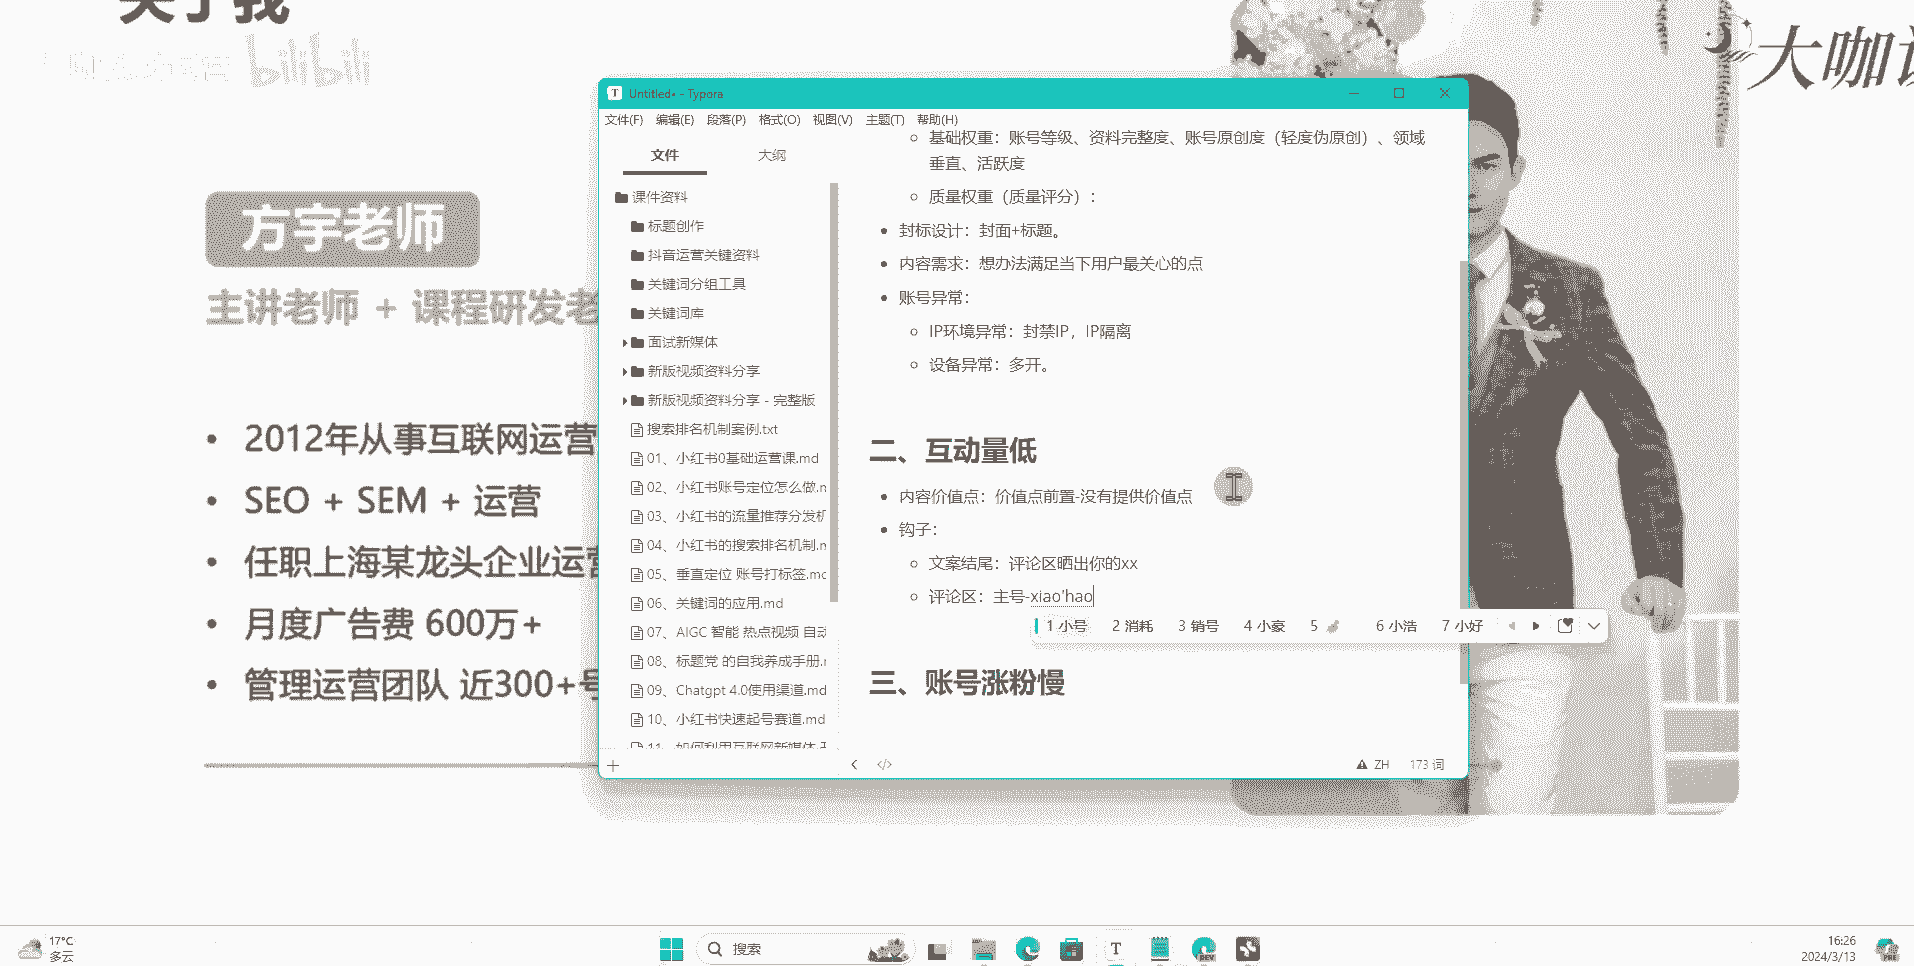 关于我
bilibili
大咖
方宇老师
主讲老师 + 课程研发老
2012年从事互联网运营
SEO + SEM + 运营
任职上海某龙头企业运营
月度广告费 600万+
管理运营团队 近300+号
Untitled• - Typora
文件(F) 编辑(E) 段落(P) 格式(O) 视图(V) 主题(T) 帮助(H)
文件 大纲
课件资料
标题创作
抖音运营关键资料
关键词分组工具
关键词库
面试新媒体
新版视频资料分享
新版视频资料分享 - 完整版
搜索排名机制案例.txt
01、小红书0基础运营课.md
02、小红书账号定位怎么做.m
03、小红书的流量推荐分发机
04、小红书的搜索排名机制.m
05、垂直定位 账号打标签.mc
06、关键词的应用.md
07、AIGC 智能 热点视频 自动
08、标题党 的自我养成手册.m
09、Chatgpt 4.0使用渠道.md
10、小红书快速起号赛道.md
11、如何利用互联网新媒体
基础权重：账号等级、资料完整度、账号原创度（轻度伪原创）、领域
垂直、活跃度
质量权重（质量评分）：
封标设计：封面+标题。
内容需求：想办法满足当下用户最关心的点
账号异常：
IP环境异常：封禁IP，IP隔离
设备异常：多开。
二、互动量低
内容价值点：价值点前置-没有提供价值点
钩子：
文案结尾：评论区晒出你的xx
评论区：主号-xiao'hao
1 小号 2 消耗 3 销号 4 小豪 5 6 小浩 7 小好
三、账号涨粉慢
ZH 173 词
17°C
多云
搜索
DEV
16:26
2024/3/13
PRE